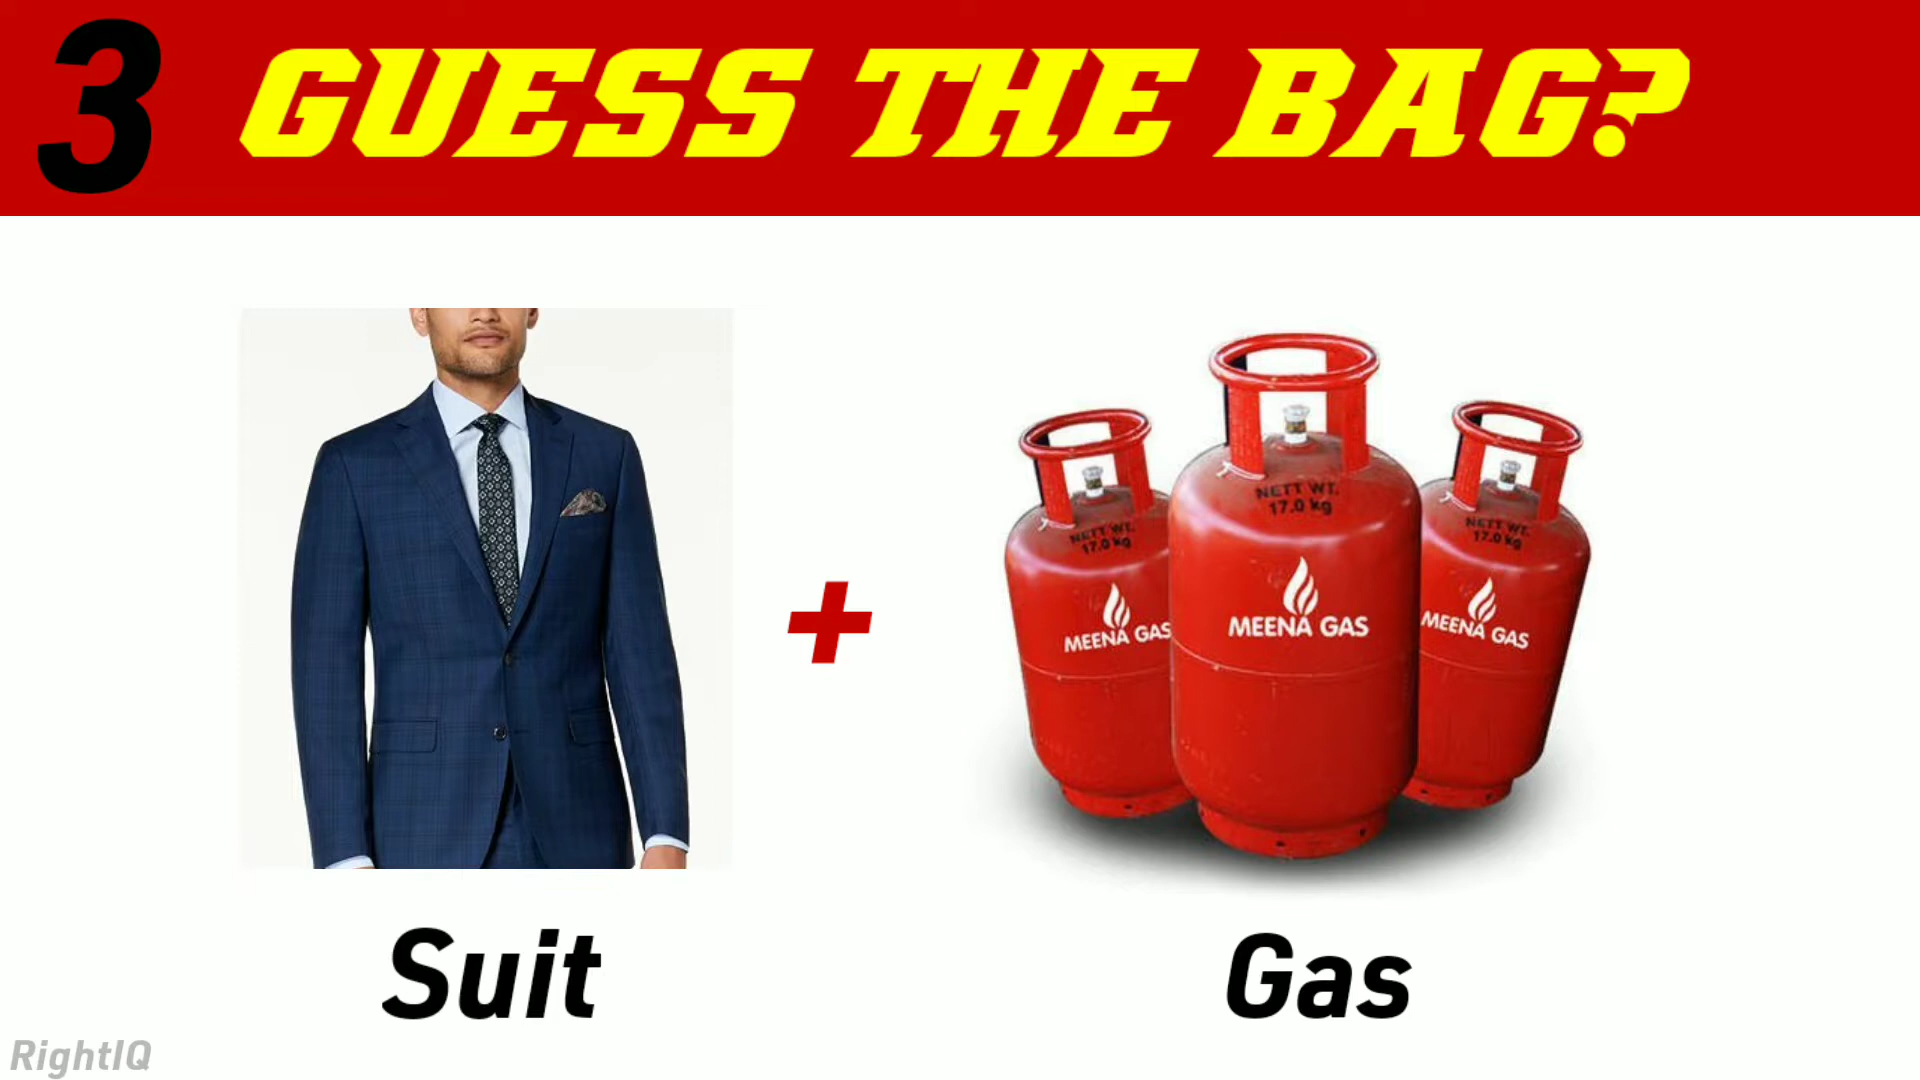 3 GUESS THE BAG?
NETT WT.
17.0 kg
MEENA GAS
NETT WT.
17.0 kg
MEENA GAS
NETT WT.
17.0 kg
MEENA GAS
+
Suit
Gas
RightIQ